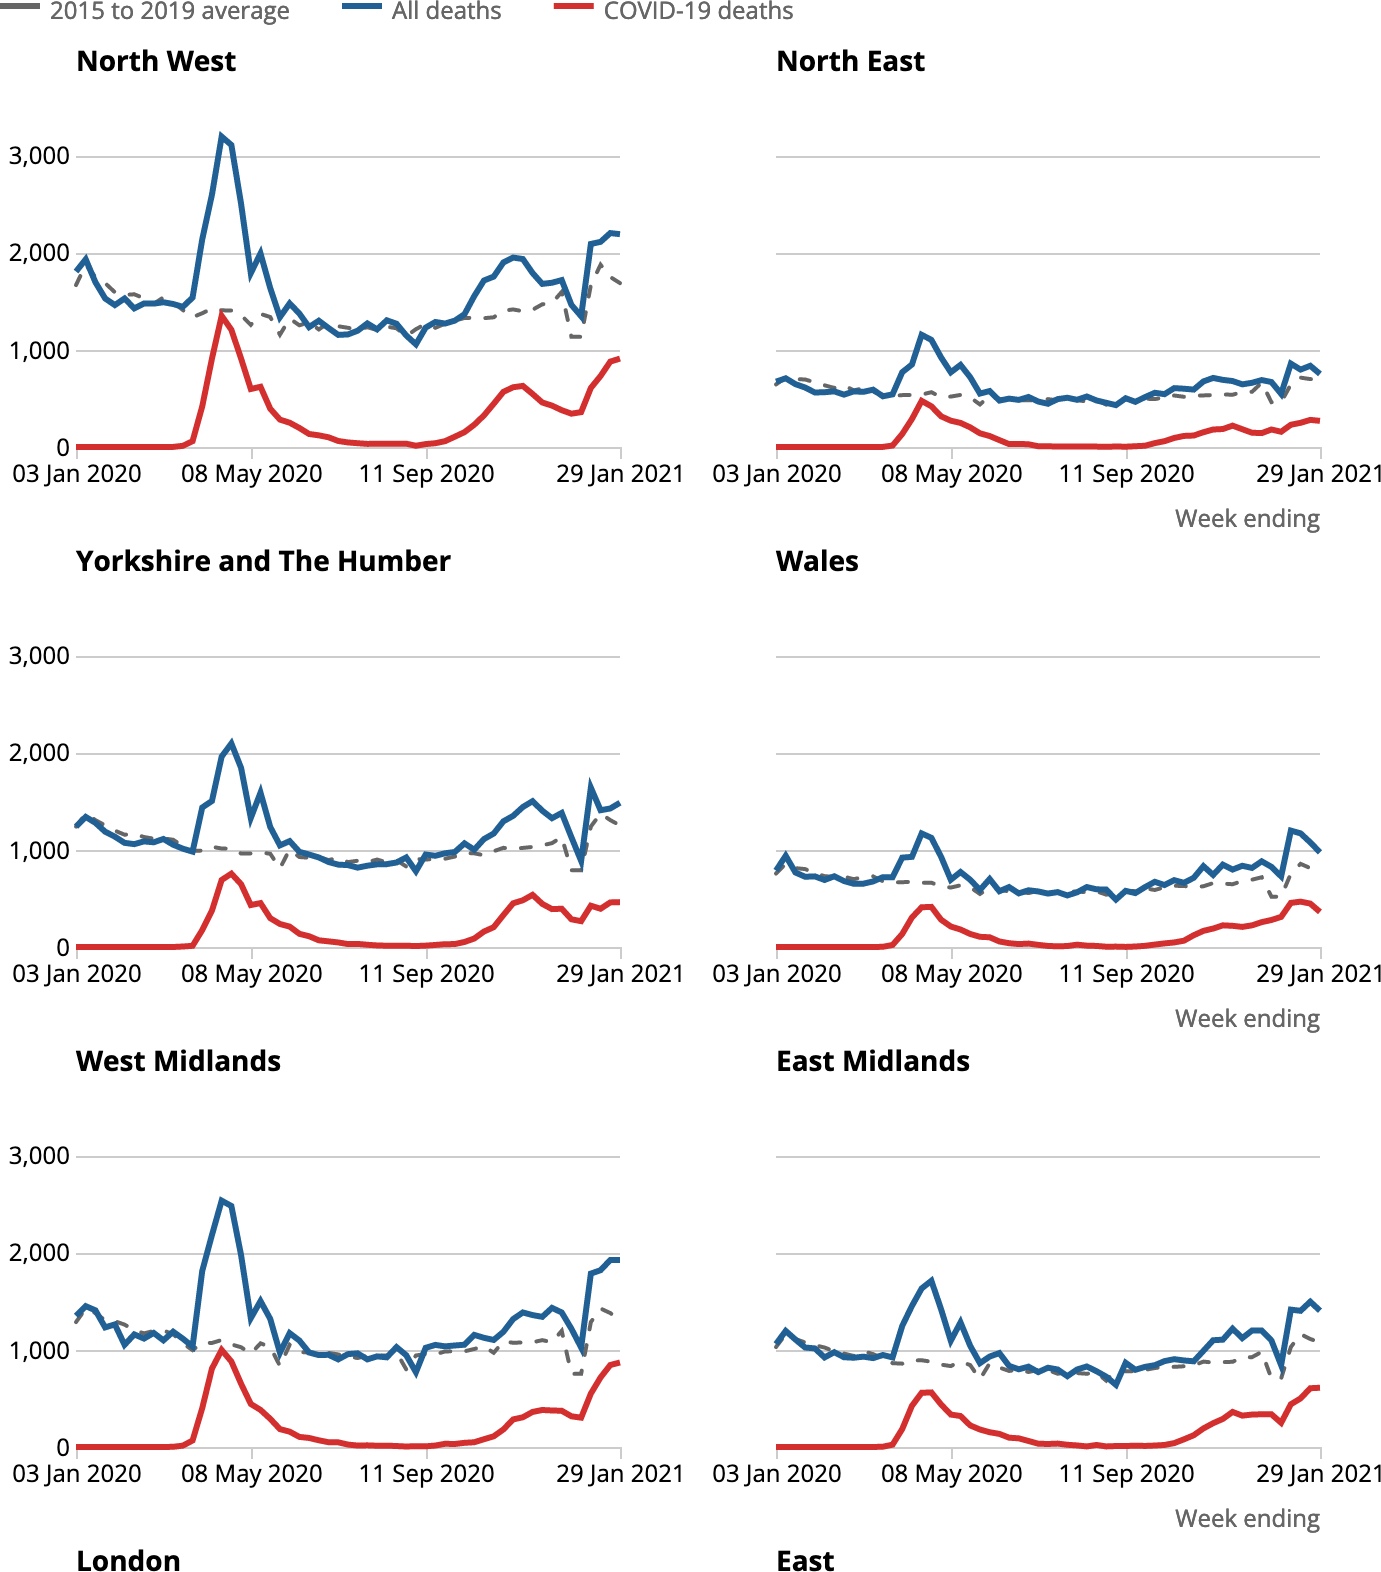 2015 to 2019 average All deaths COVID-19 deaths
North West North East
3,000
2,000
1,000
0
03 Jan 2020 08 May 2020 11 Sep 2020 29 Jan 2021 03 Jan 2020 08 May 2020 11 Sep 2020 29 Jan 2021
Week ending
Yorkshire and The Humber Wales
3,000
2,000
1,000
0
03 Jan 2020 08 May 2020 11 Sep 2020 29 Jan 2021 03 Jan 2020 08 May 2020 11 Sep 2020 29 Jan 2021
Week ending
West Midlands East Midlands
3,000
2,000
1,000
0
03 Jan 2020 08 May 2020 11 Sep 2020 29 Jan 2021 03 Jan 2020 08 May 2020 11 Sep 2020 29 Jan 2021
Week ending
London East